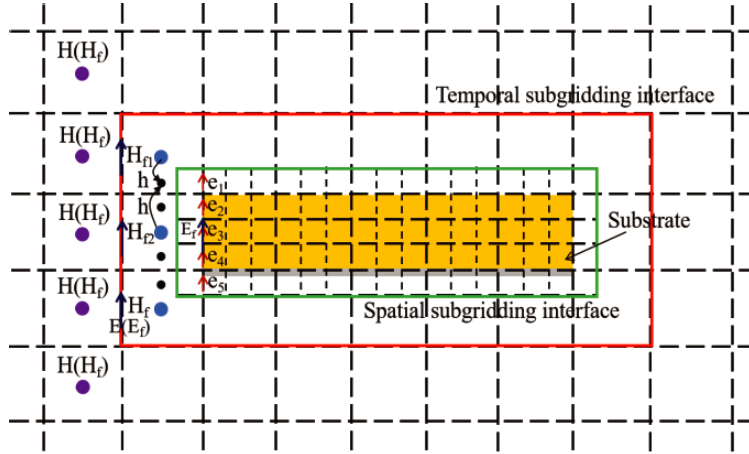 H(H_f)
Temporal subgridding interface
H(H_f)
H_f1
h
e_1
h
e_2
H(H_f)
H_f2
E_f
e_3
Substrate
e_4
H(H_f)
H_f
e_5
E(E_f)
Spatial subgridding interface
H(H_f)